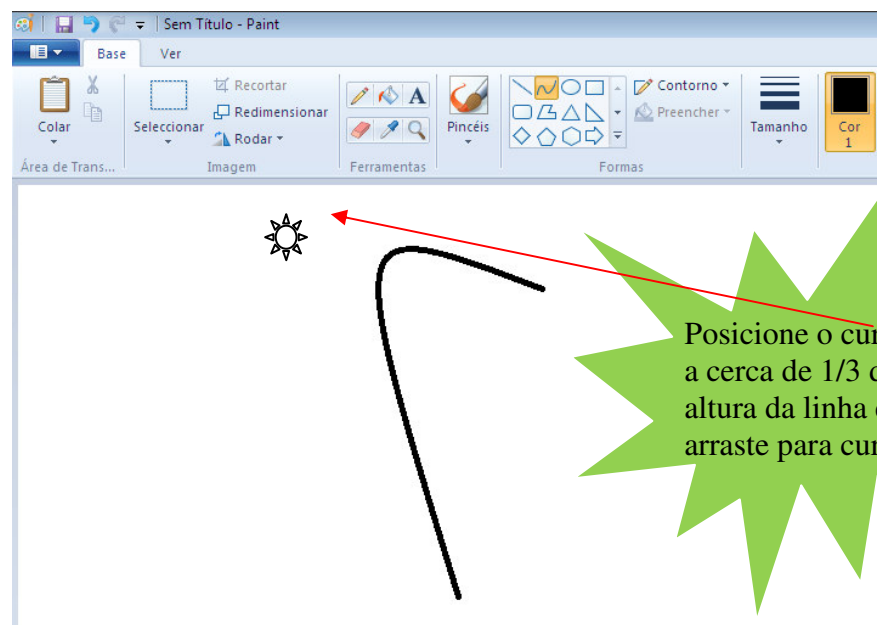 Sem Título - Paint
Base Ver
Colar
Seleccionar
Recortar
Redimensionar
Rodar
A
Pincéis
Contorno
Preencher
Tamanho
Cor
1
Área de Trans...
Imagem
Ferramentas
Formas
Posicione o cur
a cerca de 1/3 d
altura da linha
arraste para cur